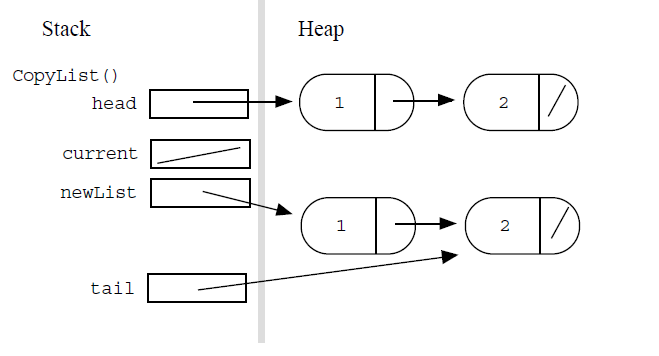 Stack Heap
CopyList()
head 1 2
current
newList 1 2
tail